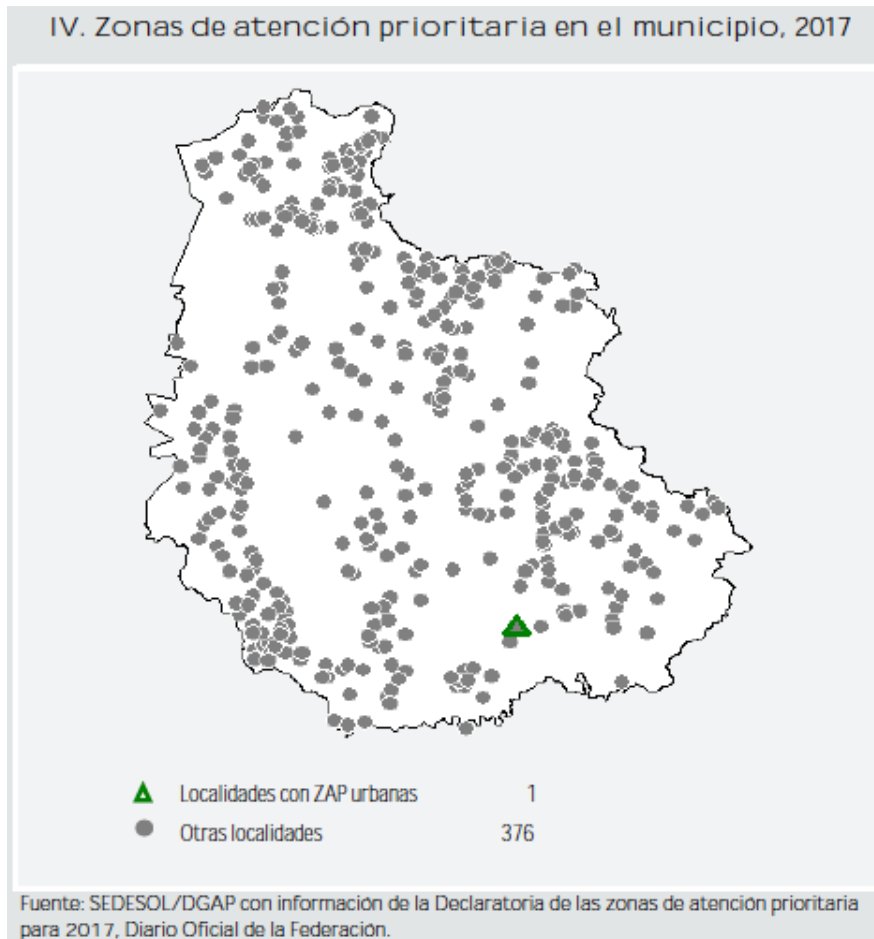 IV. Zonas de atención prioritaria en el municipio, 2017
Localidades con ZAP urbanas 1
Otras localidades 376
Fuente: SEDESOL/DGAP con información de la Declaratoria de las zonas de atención prioritaria
para 2017, Diario Oficial de la Federación.